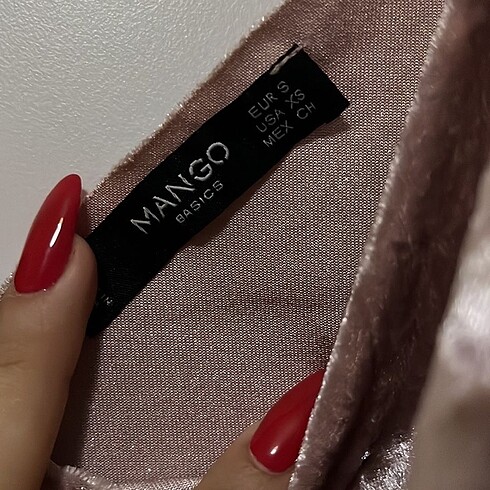 MANGO
BASICS
EUR S
USA XS
MEX CH